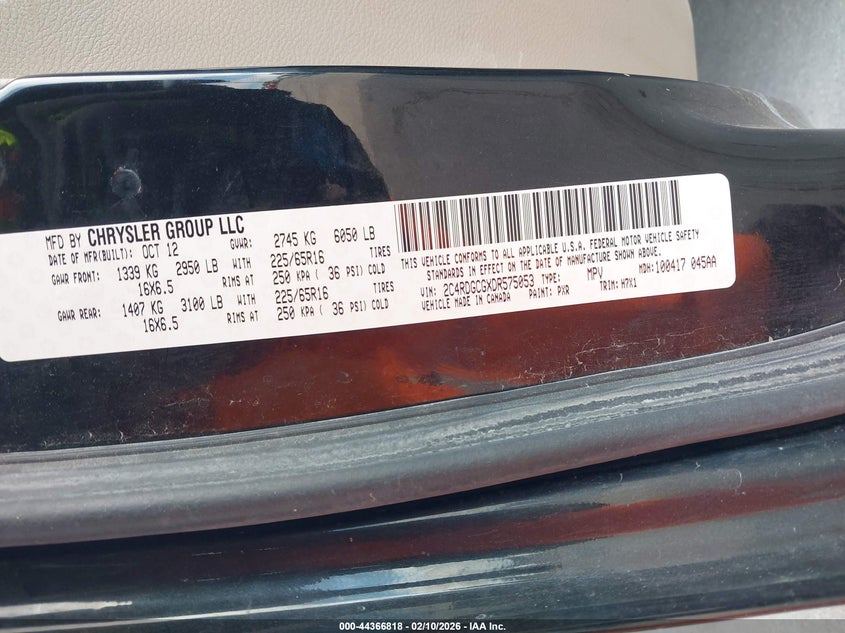 MFD BY CHRYSLER GROUP LLC
DATE OF MFR(BUILT): OCT 12 GVWR: 2745 KG 6050 LB
GAWR FRONT: 1339 KG 2950 LB WITH 225/65R16 TIRES
16X6.5 RIMS AT 250 KPA ( 36 PSI) COLD
GAWR REAR: 1407 KG 3100 LB WITH 225/65R16 TIRES
16X6.5 RIMS AT 250 KPA ( 36 PSI) COLD
THIS VEHICLE CONFORMS TO ALL APPLICABLE U.S.A. FEDERAL MOTOR VEHICLE SAFETY
STANDARDS IN EFFECT ON THE DATE OF MANUFACTURE SHOWN ABOVE.
VIN: 2C4RDGCGXDR575053 TYPE: MPV MDH: 100417 045AA
VEHICLE MADE IN CANADA PAINT: PXR TRIM: H7X1
000-44366818 - 02/10/2026 - IAA Inc.